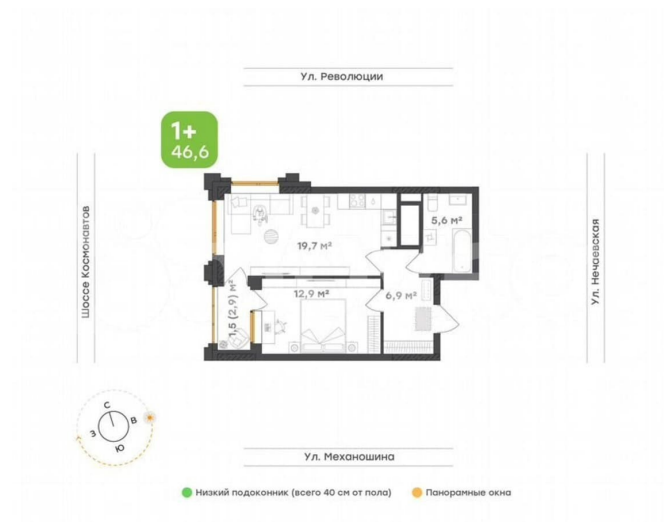 Ул. Революции
1+
46,6
Шоссе Космонавтов
Ул. Нечаевская
5,6 м²
19,7 м²
1,5 (2,9) м²
12,9 м²
6,9 м²
С
В
З
Ю
Ул. Механошина
Низкий подоконник (всего 40 см от пола)
Панорамные окна